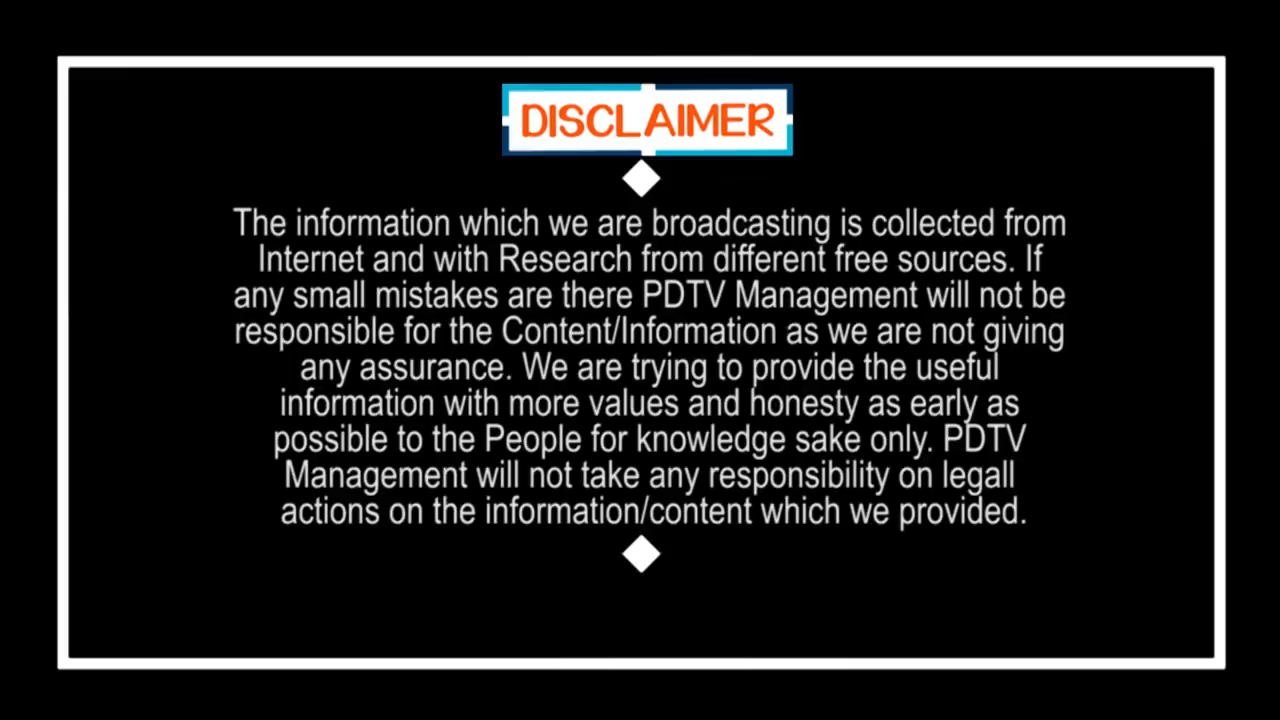 DISCLAIMER
The information which we are broadcasting is collected from
Internet and with Research from different free sources. If
any small mistakes are there PDTV Management will not be
responsible for the Content/Information as we are not giving
any assurance. We are trying to provide the useful
information with more values and honesty as early as
possible to the People for knowledge sake only. PDTV
Management will not take any responsibility on legall
actions on the information/content which we provided.